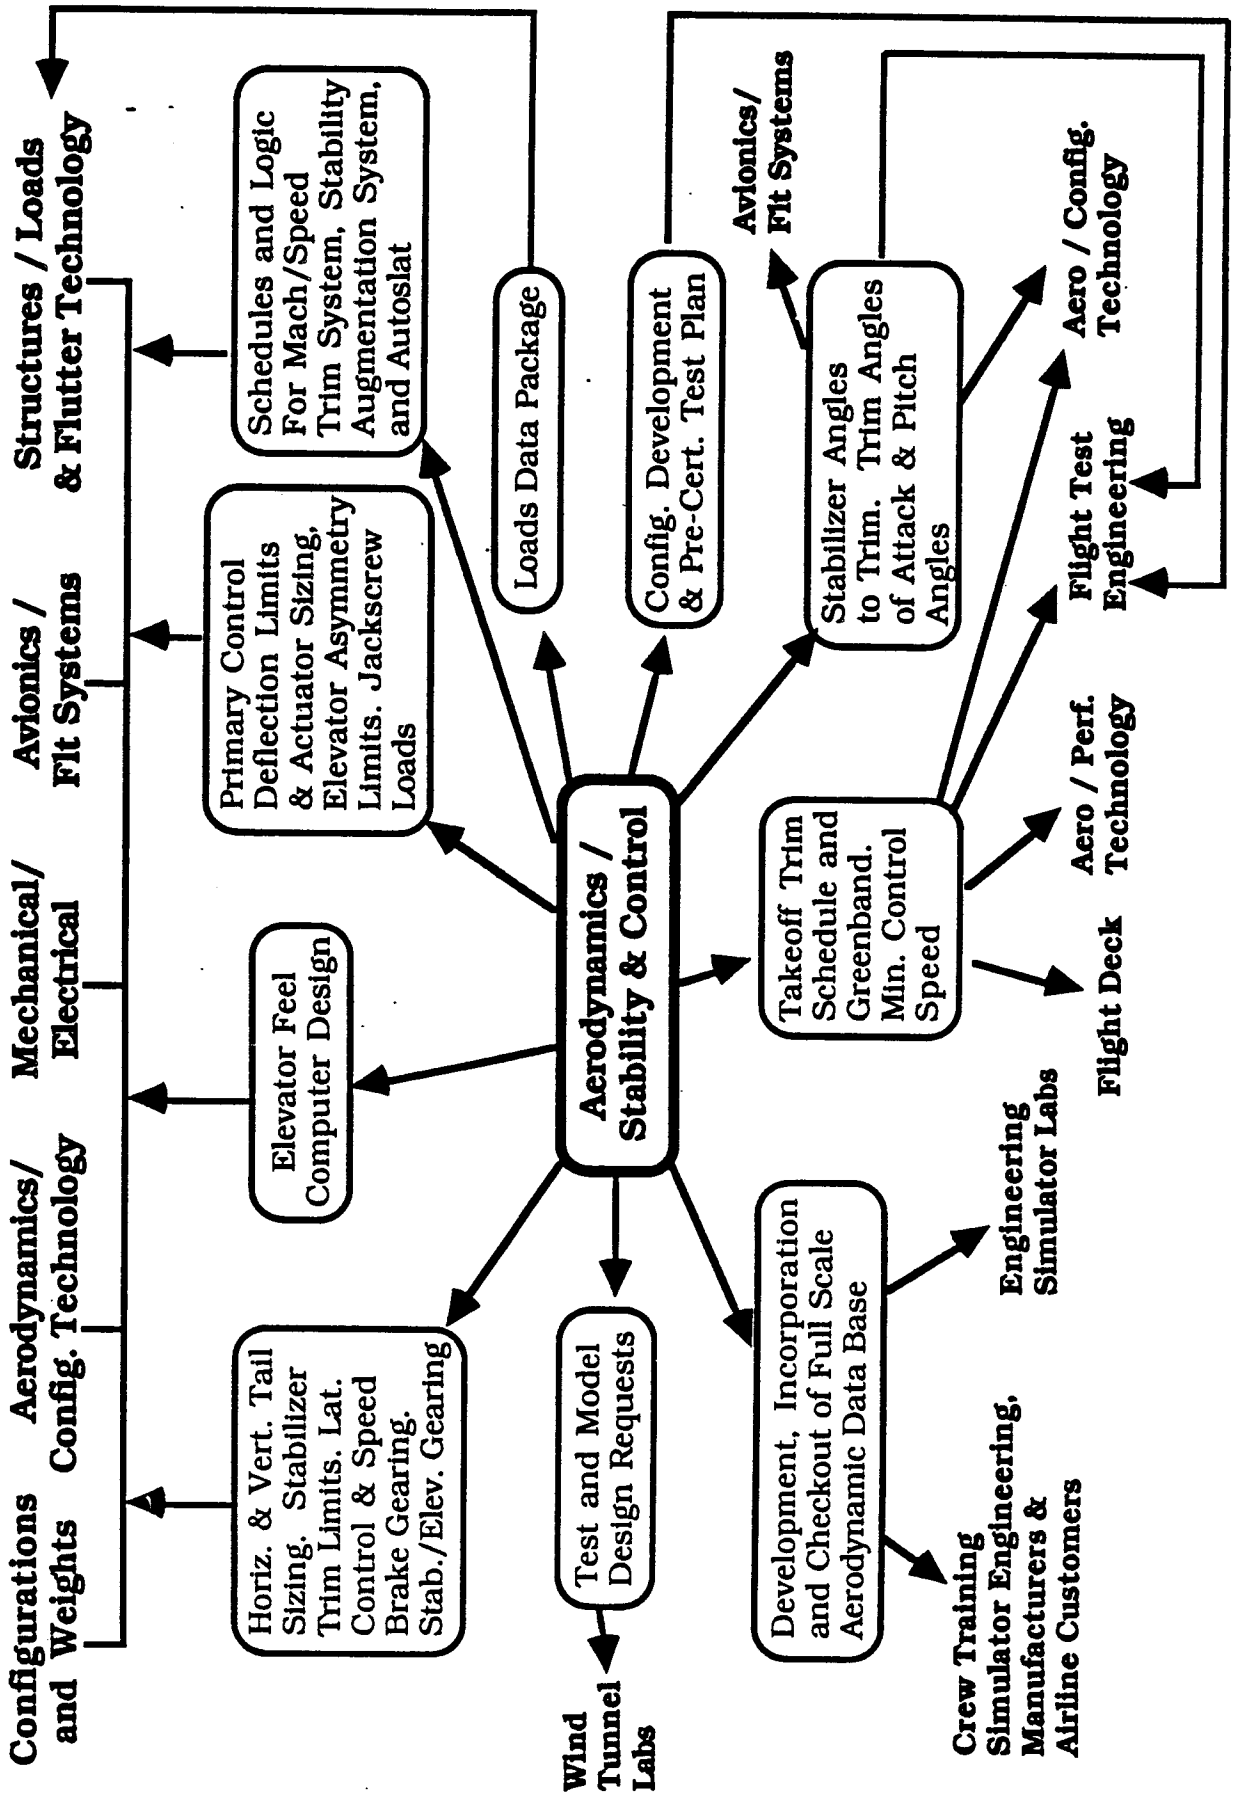 Configurations
and Weights
Aerodynamics/
Config. Technology
Mechanical/
Electrical
Avionics /
Flt Systems
Structures / Loads
& Flutter Technology
Horiz. & Vert. Tail
Sizing. Stabilizer
Trim Limits. Lat.
Control & Speed
Brake Gearing.
Stab./Elev. Gearing
Elevator Feel
Computer Design
Primary Control
Deflection Limits
& Actuator Sizing,
Elevator Asymmetry
Limits. Jackscrew
Loads
Schedules and Logic
For Mach/Speed
Trim System, Stability
Augmentation System,
and Autoslat
Wind
Tunnel
Labs
Test and Model
Design Requests
Aerodynamics /
Stability & Control
Loads Data Package
Config. Development
& Pre-Cert. Test Plan
Avionics/
Flt Systems
Development, Incorporation
and Checkout of Full Scale
Aerodynamic Data Base
Takeoff Trim
Schedule and
Greenband.
Min. Control
Speed
Stabilizer Angles
to Trim. Trim Angles
of Attack & Pitch
Angles
Crew Training
Simulator Engineering,
Manufacturers &
Airline Customers
Engineering
Simulator Labs
Flight Deck
Aero / Perf.
Technology
Flight Test
Engineering
Aero / Config.
Technology